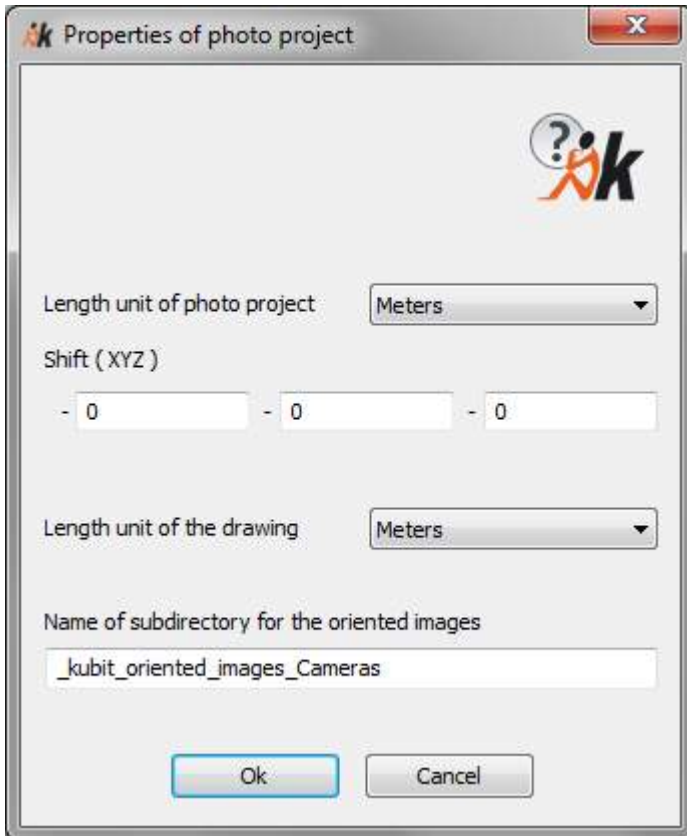 k Properties of photo project
? k
Length unit of photo project Meters
Shift ( XYZ )
- 0 - 0 - 0
Length unit of the drawing Meters
Name of subdirectory for the oriented images
_kubit_oriented_images_Cameras
Ok Cancel